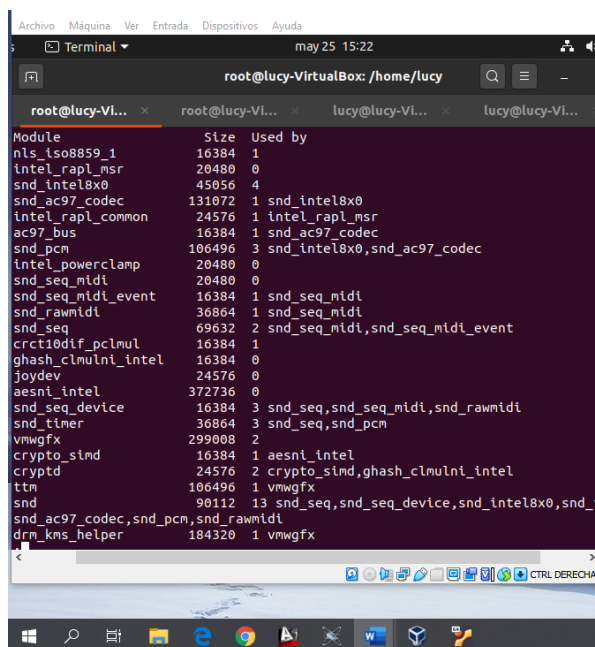 Archivo Máquina Ver Entrada Dispositivos Ayuda
Terminal may 25 15:22
root@lucy-VirtualBox: /home/lucy
root@lucy-Vi... root@lucy-Vi... lucy@lucy-Vi... lucy@lucy-Vi...
Module Size Used by
nls_iso8859_1 16384 1
intel_rapl_msr 20480 0
snd_intel8x0 45056 4
snd_ac97_codec 131072 1 snd_intel8x0
intel_rapl_common 24576 1 intel_rapl_msr
ac97_bus 16384 1 snd_ac97_codec
snd_pcm 106496 3 snd_intel8x0,snd_ac97_codec
intel_powerclamp 20480 0
snd_seq_midi 20480 0
snd_seq_midi_event 16384 1 snd_seq_midi
snd_rawmidi 36864 1 snd_seq_midi
snd_seq 69632 2 snd_seq_midi,snd_seq_midi_event
crct10dif_pclmul 16384 1
ghash_clmulni_intel 16384 0
joydev 24576 0
aesni_intel 372736 0
snd_seq_device 16384 3 snd_seq,snd_seq_midi,snd_rawmidi
snd_timer 36864 3 snd_seq,snd_pcm
vmwgfx 299008 2
crypto_simd 16384 1 aesni_intel
cryptd 24576 2 crypto_simd,ghash_clmulni_intel
ttm 106496 1 vmwgfx
snd 90112 13 snd_seq,snd_seq_device,snd_intel8x0,snd_
snd_ac97_codec,snd_pcm,snd_rawmidi
drm_kms_helper 184320 1 vmwgfx
CTRL DERECHA